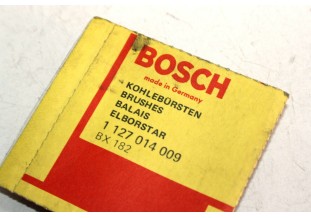 BOSCH
made in Germany
KOHLEBÜRSTEN
BRUSHES
BALAIS
ELBORSTAR
1 127 014 009
BX 182